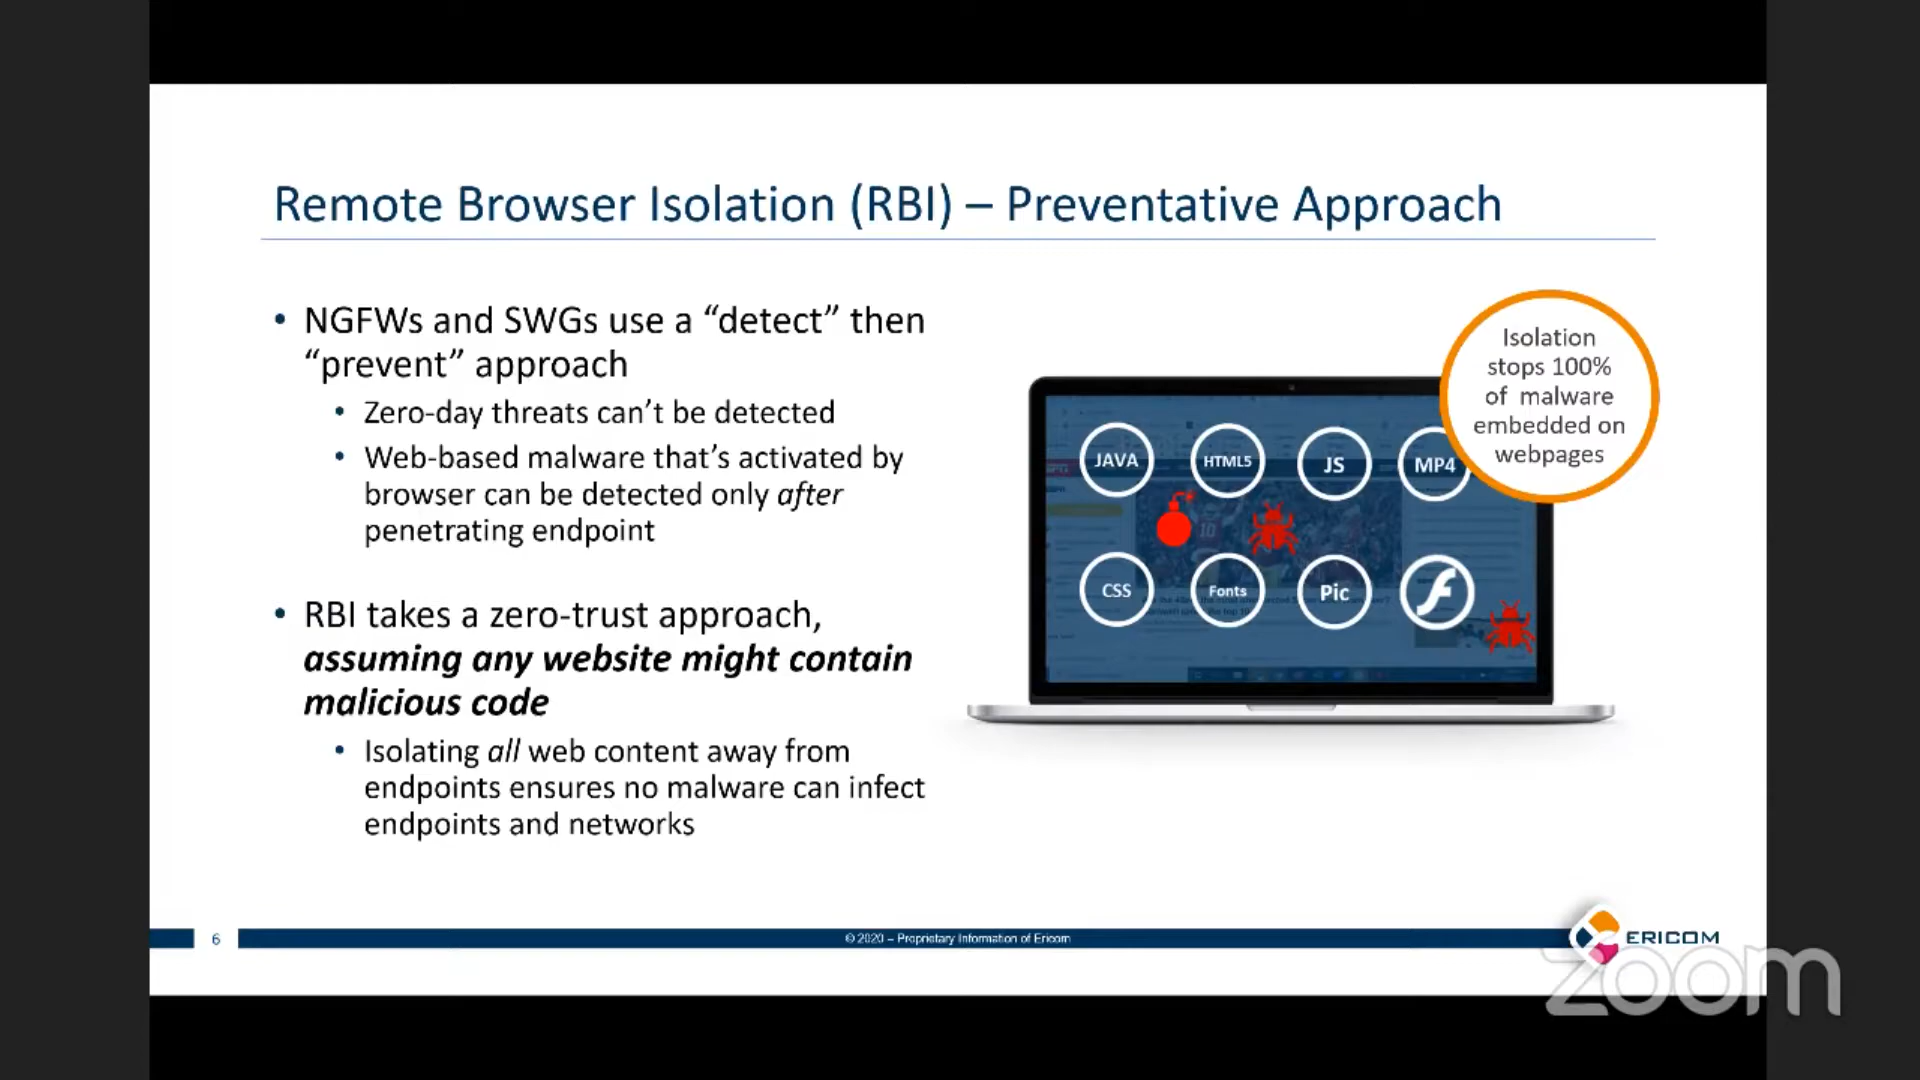 Remote Browser Isolation (RBI) – Preventative Approach
• NGFWs and SWGs use a “detect” then
“prevent” approach
• Zero-day threats can’t be detected
• Web-based malware that’s activated by
browser can be detected only after
penetrating endpoint
• RBI takes a zero-trust approach,
assuming any website might contain
malicious code
• Isolating all web content away from
endpoints ensures no malware can infect
endpoints and networks
Isolation
stops 100%
of malware
embedded on
webpages
JAVA HTML5 JS MP4
10
CSS Fonts Pic
6
© 2020 – Proprietary Information of Ericom
ERICOM
zoom